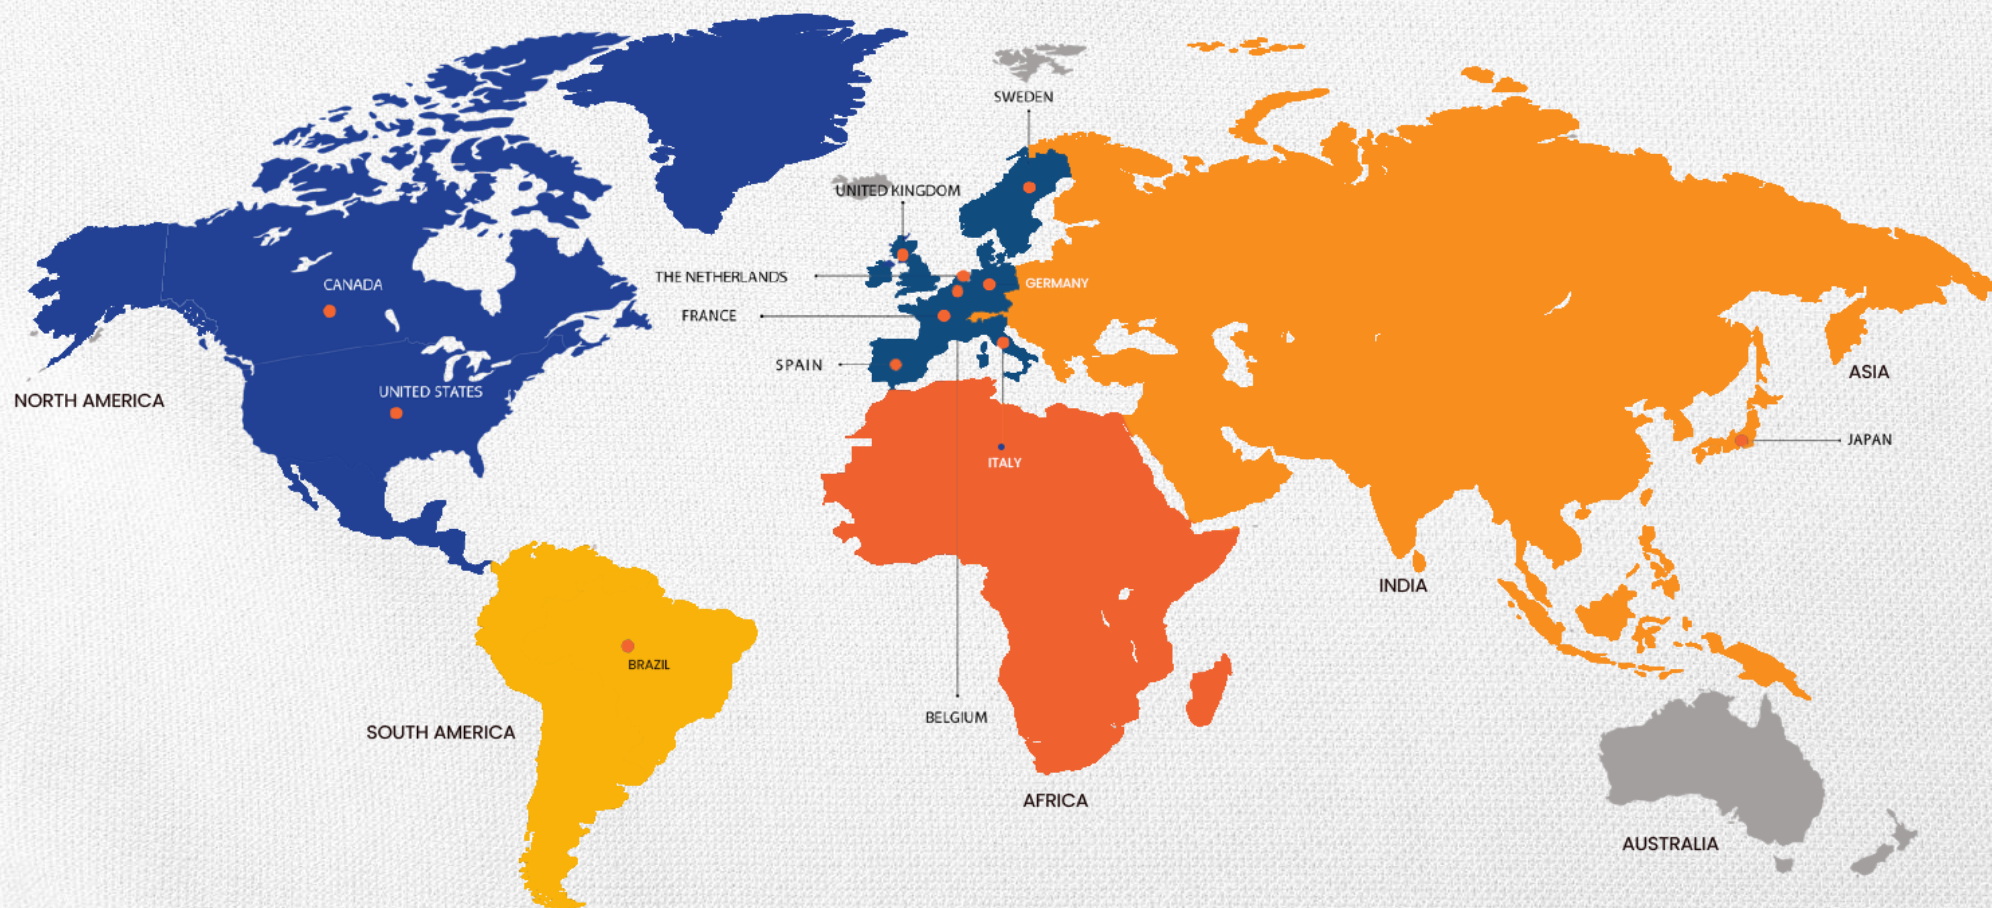 SWEDEN
UNITED KINGDOM
THE NETHERLANDS
GERMANY
CANADA
FRANCE
SPAIN
ASIA
UNITED STATES
NORTH AMERICA
JAPAN
ITALY
INDIA
BRAZIL
BELGIUM
SOUTH AMERICA
AFRICA
AUSTRALIA